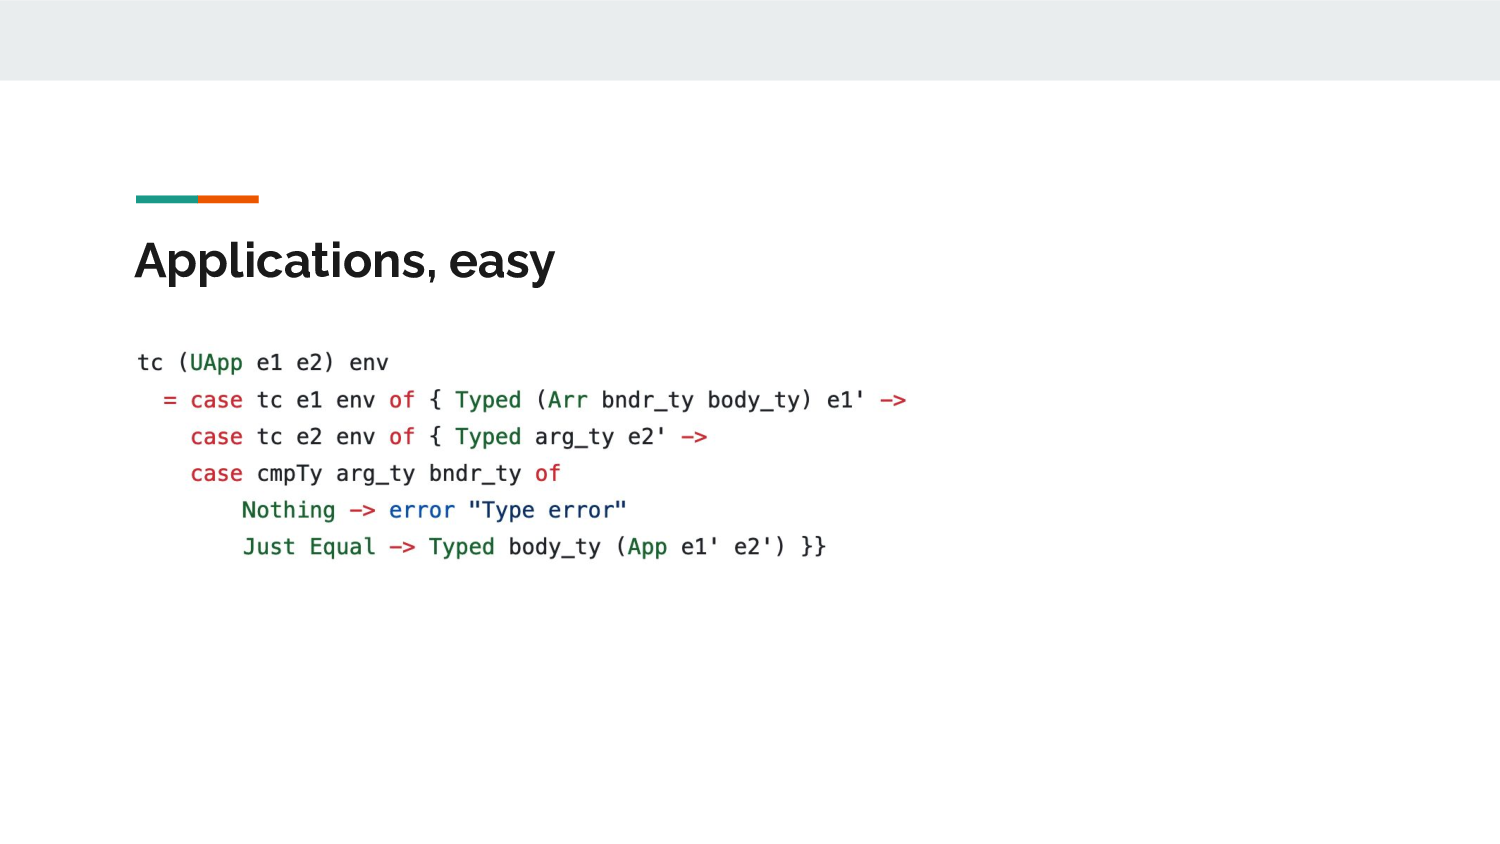 Applications, easy
tc (UApp e1 e2) env
  = case tc e1 env of { Typed (Arr bndr_ty body_ty) e1' ->
    case tc e2 env of { Typed arg_ty e2' ->
    case cmpTy arg_ty bndr_ty of
        Nothing -> error "Type error"
        Just Equal -> Typed body_ty (App e1' e2') }}